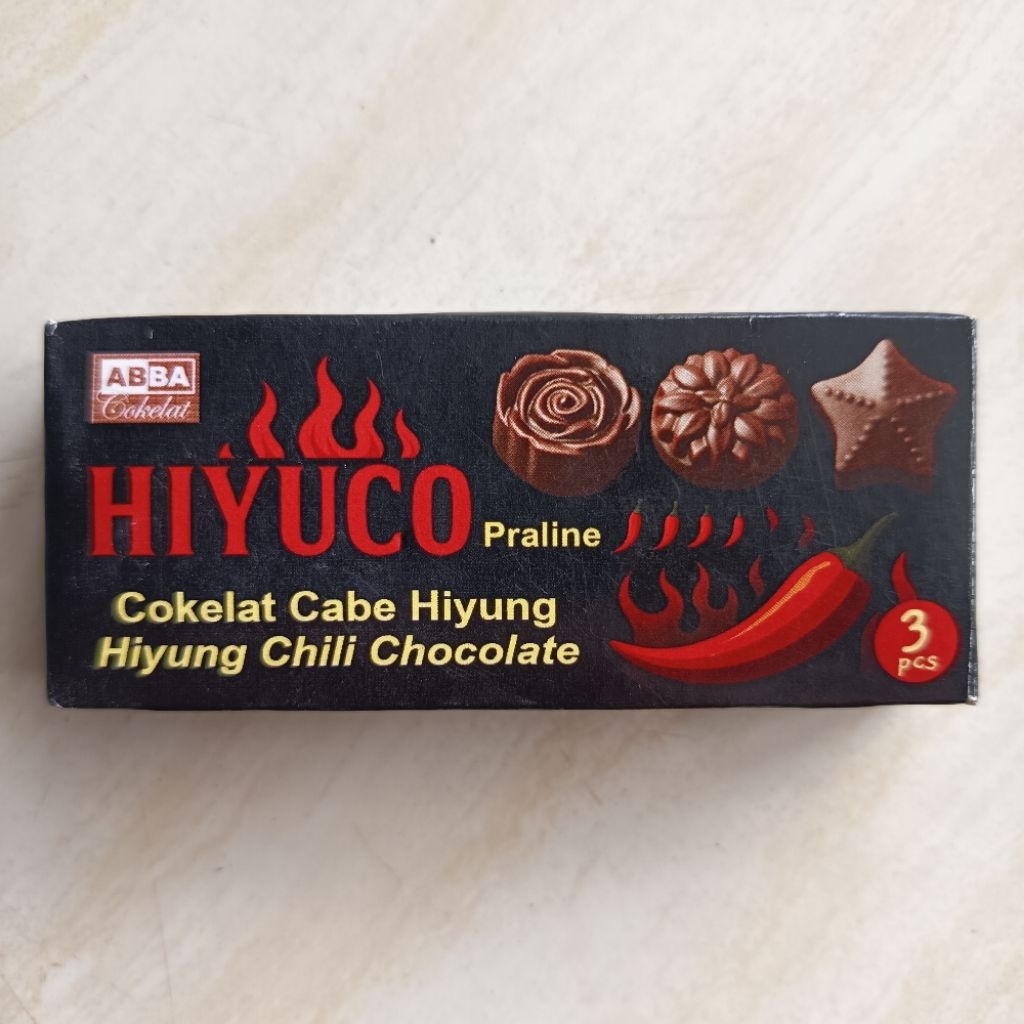 ABBA
Cokelat
HIYUCO Praline
Cokelat Cabe Hiyung
Hiyung Chili Chocolate
3
pcs